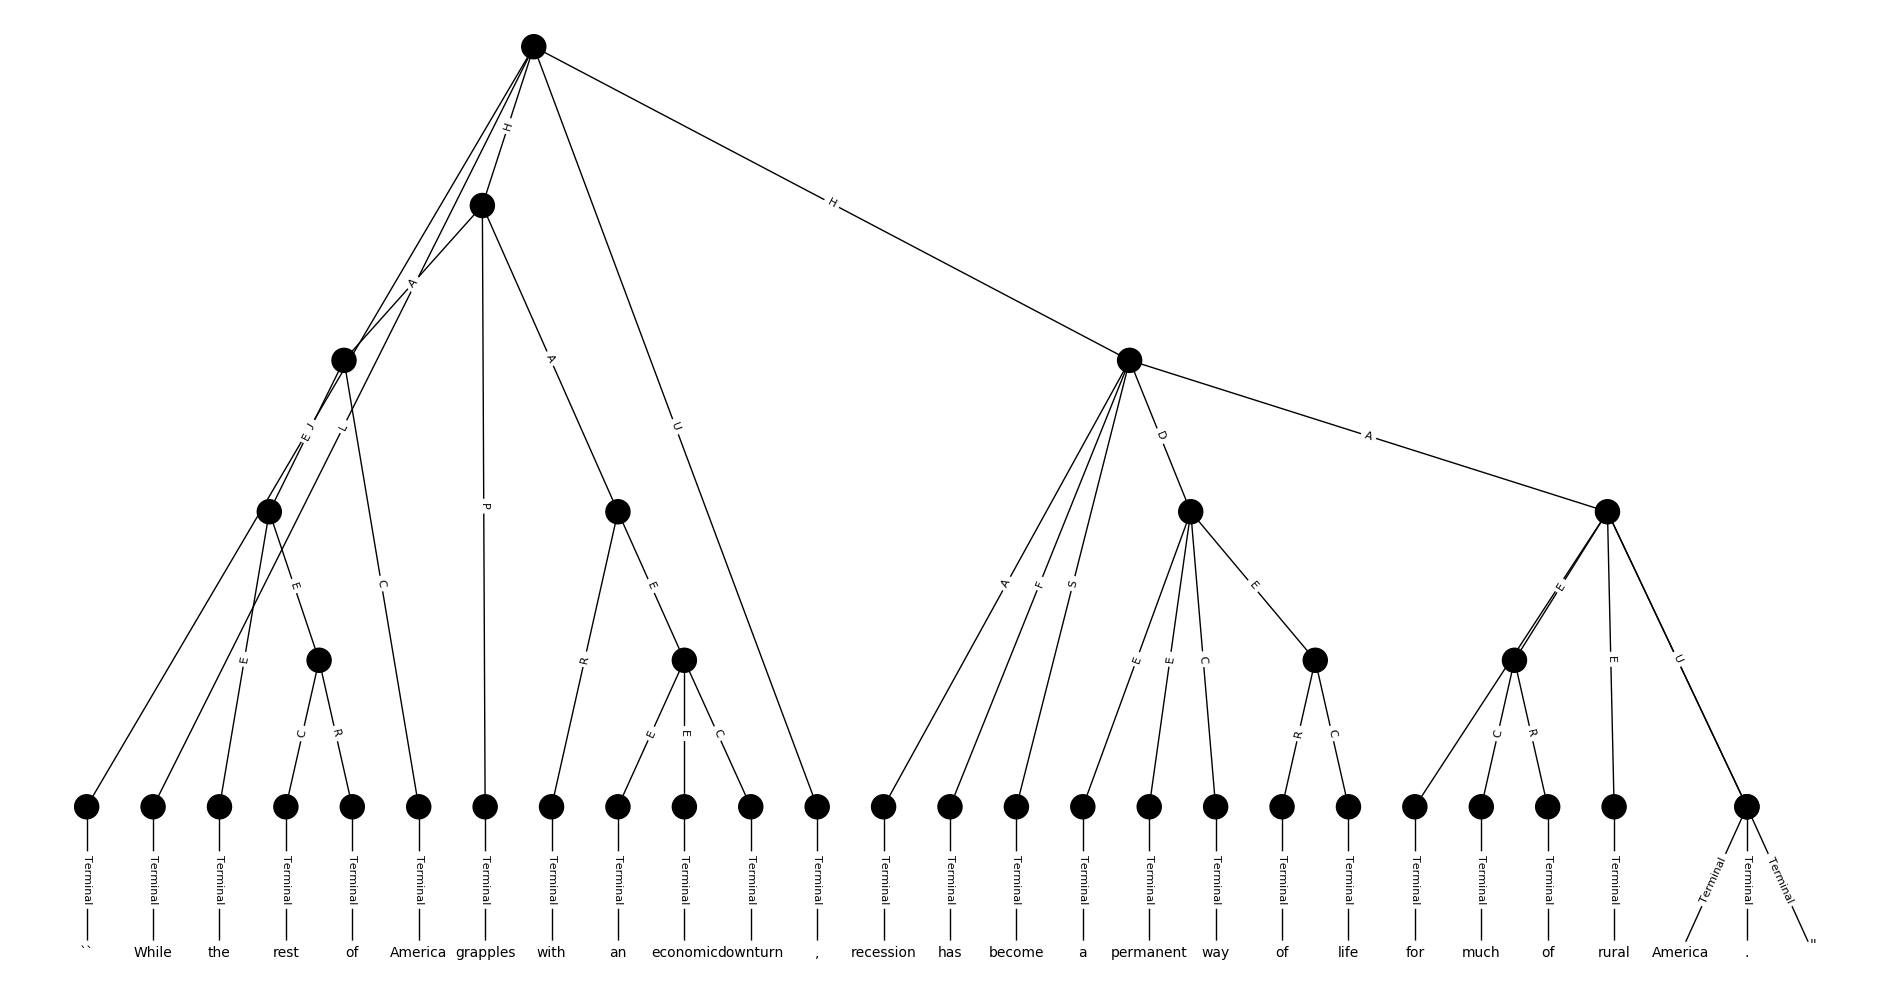 H
H
A
A
J
E
L
U
P
A
F
S
D
A
E
C
E
E
E
E
E
C
E
E
U
E
R
C
R
E
E
C
R
C
C
R
Terminal Terminal Terminal Terminal Terminal Terminal Terminal Terminal Terminal Terminal Terminal Terminal Terminal Terminal Terminal Terminal Terminal Terminal Terminal Terminal Terminal Terminal Terminal Terminal Terminal Terminal Terminal
`` While the rest of America grapples with an economic downturn , recession has become a permanent way of life for much of rural America . "